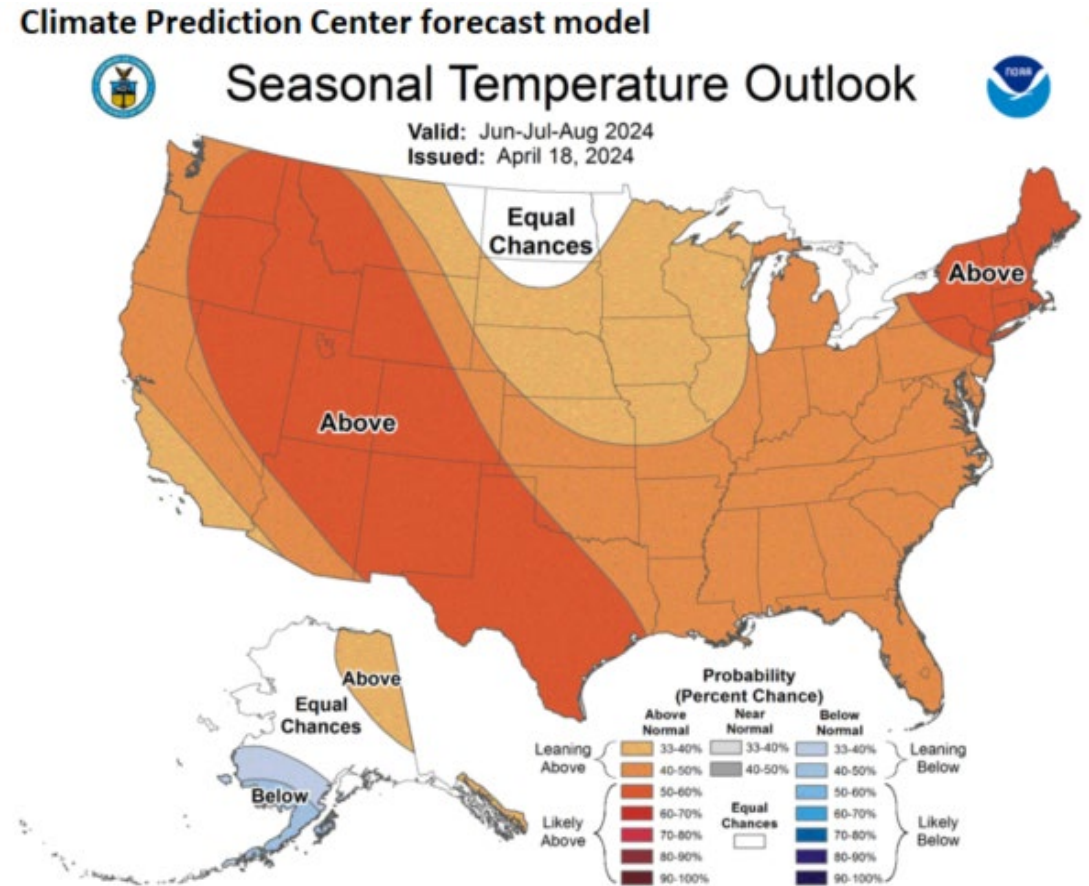 Climate Prediction Center forecast model
Seasonal Temperature Outlook
noaa
Valid: Jun-Jul-Aug 2024
Issued: April 18, 2024
Equal
Chances
Above
Above
Above
Equal
Chances
Below
Probability
(Percent Chance)
Above
Normal
Near
Normal
Below
Normal
Leaning
Above
33-40%
40-50%
33-40%
40-50%
33-40%
40-50%
Leaning
Below
Likely
Above
50-60%
60-70%
70-80%
80-90%
90-100%
Equal
Chances
50-60%
60-70%
70-80%
80-90%
90-100%
Likely
Below